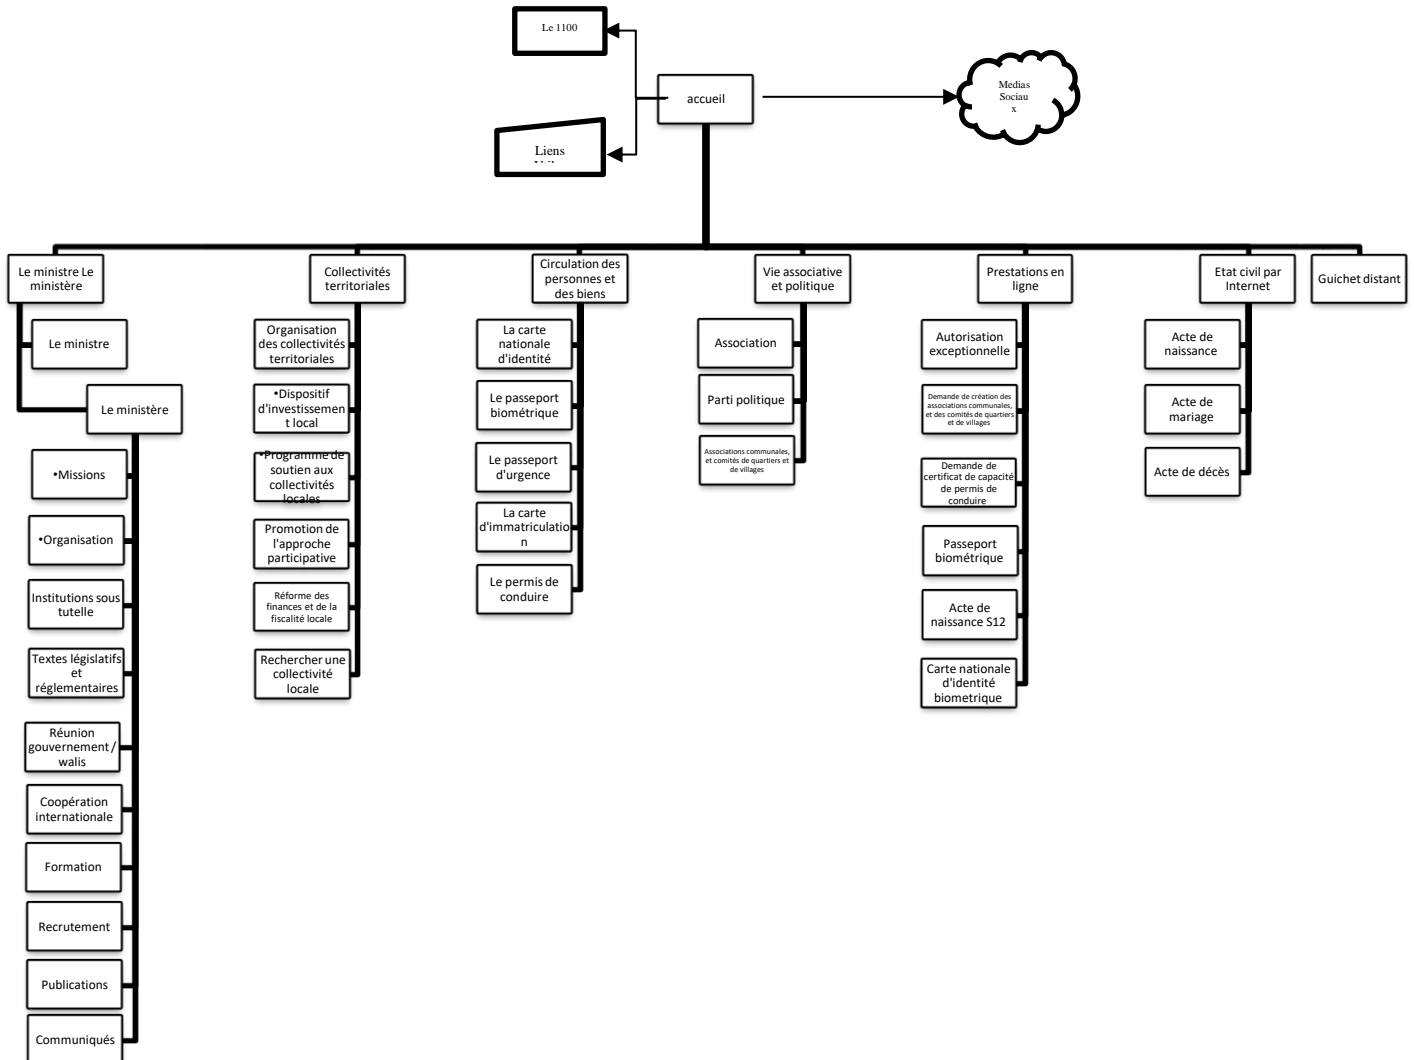 Le 1100
accueil
Medias
Sociau
x
Liens
Le ministre Le
ministère
Le ministre
Le ministère
•Missions
•Organisation
Institutions sous
tutelle
Textes législatifs
et
réglementaires
Réunion
gouvernement /
walis
Coopération
internationale
Formation
Recrutement
Publications
Communiqués
Collectivités
territoriales
Organisation
des collectivités
territoriales
•Dispositif
d'investissemen
t local
•Programme de
soutien aux
collectivités
locales
Promotion de
l'approche
participative
Réforme des
finances et de la
fiscalité locale
Rechercher une
collectivité
locale
Circulation des
personnes et
des biens
La carte
nationale
d'identité
Le passeport
biométrique
Le passeport
d'urgence
La carte
d'immatriculatio
n
Le permis de
conduire
Vie associative
et politique
Association
Parti politique
Associations communales,
et comités de quartiers et
de villages
Prestations en
ligne
Autorisation
exceptionnelle
Demande de création des
associations communales,
et des comités de quartiers
et de villages
Demande de
certificat de capacité
de permis de
conduire
Passeport
biométrique
Acte de
naissance S12
Carte nationale
d'identité
biometrique
Etat civil par
Internet
Acte de
naissance
Acte de
mariage
Acte de décès
Guichet distant